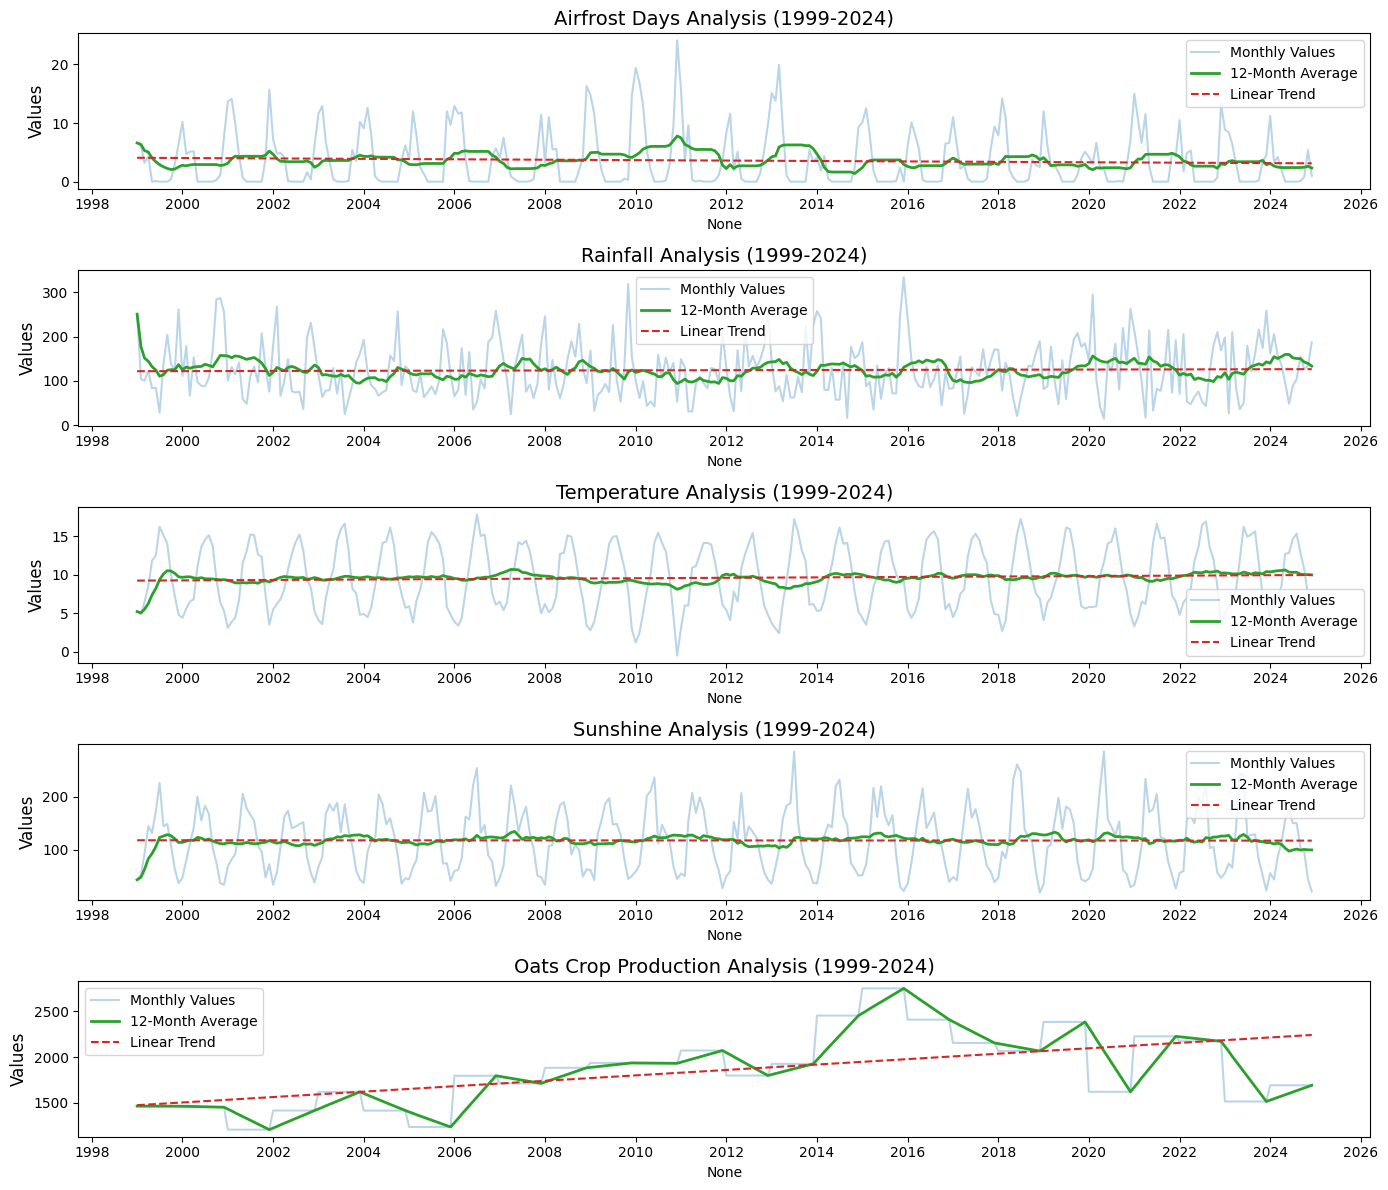 Airfrost Days Analysis (1999-2024)
Values
20
10
0
Monthly Values
12-Month Average
Linear Trend
1998 2000 2002 2004 2006 2008 2010 2012 2014 2016 2018 2020 2022 2024 2026
None
Rainfall Analysis (1999-2024)
Values
300
200
100
0
Monthly Values
12-Month Average
Linear Trend
1998 2000 2002 2004 2006 2008 2010 2012 2014 2016 2018 2020 2022 2024 2026
None
Temperature Analysis (1999-2024)
Values
15
10
5
0
Monthly Values
12-Month Average
Linear Trend
1998 2000 2002 2004 2006 2008 2010 2012 2014 2016 2018 2020 2022 2024 2026
None
Sunshine Analysis (1999-2024)
Values
200
100
Monthly Values
12-Month Average
Linear Trend
1998 2000 2002 2004 2006 2008 2010 2012 2014 2016 2018 2020 2022 2024 2026
None
Oats Crop Production Analysis (1999-2024)
Values
2500
2000
1500
Monthly Values
12-Month Average
Linear Trend
1998 2000 2002 2004 2006 2008 2010 2012 2014 2016 2018 2020 2022 2024 2026
None